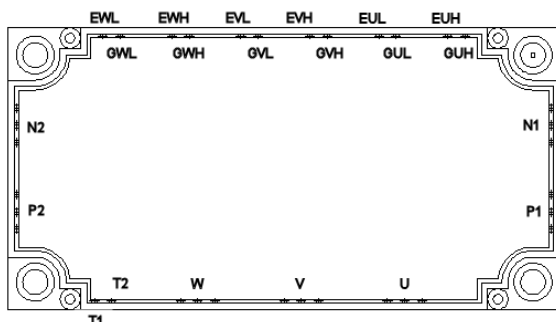 EWL EWH EVL EVH EUL EUH
GWL GWH GVL GVH GUL GUH
N2 N1
P2 P1
T2 W V U
T1